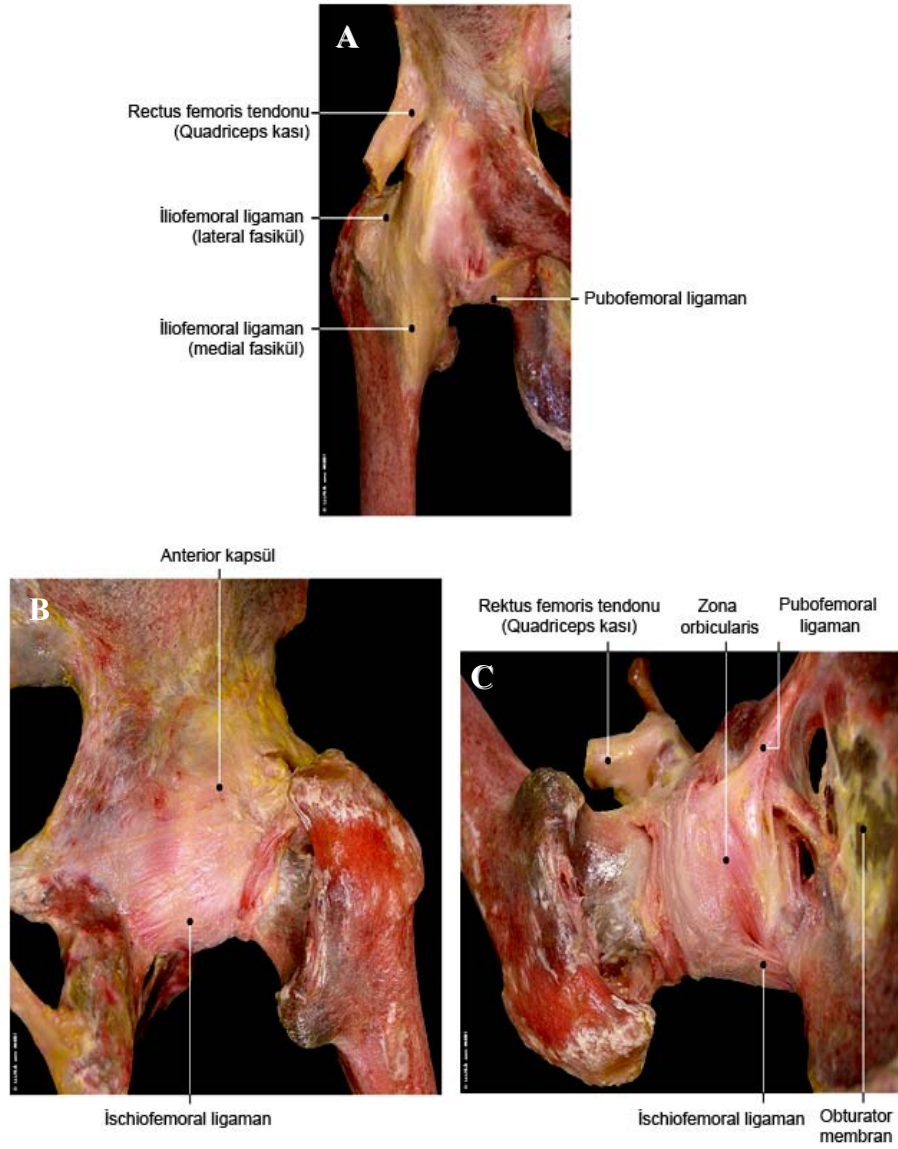 A
Rectus femoris tendonu
(Quadriceps kası)
İliofemoral ligaman
(lateral fasikül)
Pubofemoral ligaman
İliofemoral ligaman
(medial fasikül)
Anterior kapsül
B
Rektus femoris tendonu
(Quadriceps kası)
Zona
orbicularis
Pubofemoral
ligaman
C
İschiofemoral ligaman
İschiofemoral ligaman
Obturator
membran